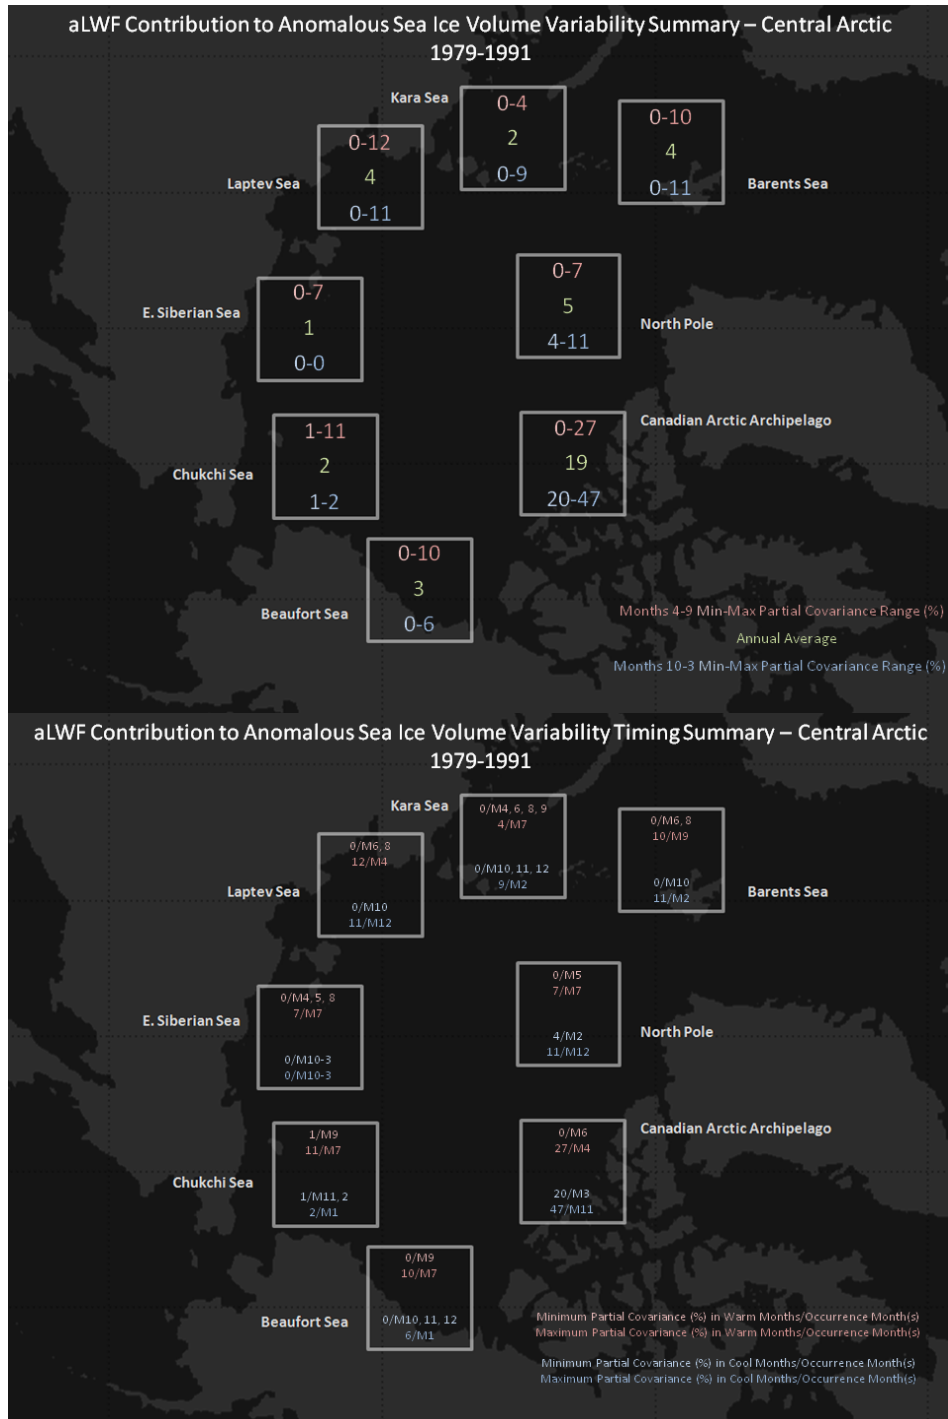 aLWF Contribution to Anomalous Sea Ice Volume Variability Summary – Central Arctic
1979-1991
Kara Sea
0-4
2
0-9
0-10
4
0-11
Barents Sea
Laptev Sea
0-12
4
0-11
E. Siberian Sea
0-7
1
0-0
0-7
5
4-11
North Pole
Chukchi Sea
1-11
2
1-2
0-27
19
20-47
Canadian Arctic Archipelago
Beaufort Sea
0-10
3
0-6
Months 4-9 Min-Max Partial Covariance Range (%)
Annual Average
Months 10-3 Min-Max Partial Covariance Range (%)
aLWF Contribution to Anomalous Sea Ice Volume Variability Timing Summary – Central Arctic
1979-1991
Kara Sea
0/M4, 6, 8, 9
4/M7
0/M10, 11, 12
9/M2
0/M6, 8
10/M9
0/M10
11/M2
Barents Sea
Laptev Sea
0/M6, 8
12/M4
0/M10
11/M12
E. Siberian Sea
0/M4, 5, 8
7/M7
0/M10-3
0/M10-3
0/M5
7/M7
4/M2
11/M12
North Pole
Chukchi Sea
1/M9
11/M7
1/M11, 2
2/M1
0/M6
27/M4
20/M3
47/M11
Canadian Arctic Archipelago
Beaufort Sea
0/M9
10/M7
0/M10, 11, 12
6/M1
Minimum Partial Covariance (%) in Warm Months/Occurrence Month(s)
Maximum Partial Covariance (%) in Warm Months/Occurrence Month(s)
Minimum Partial Covariance (%) in Cool Months/Occurrence Month(s)
Maximum Partial Covariance (%) in Cool Months/Occurrence Month(s)